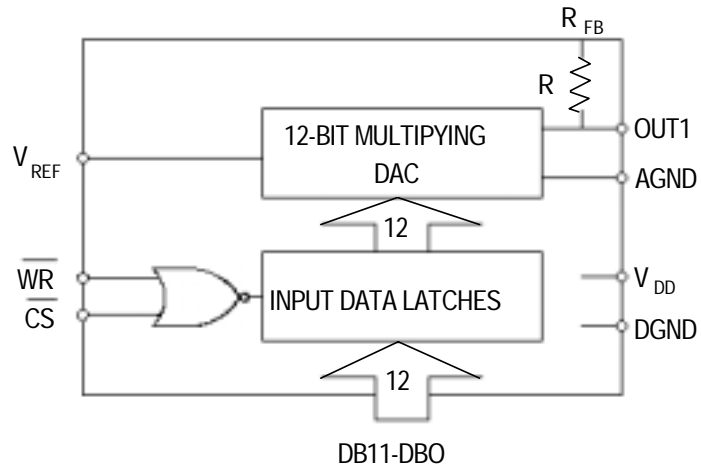 R FB
R
12-BIT MULTIPYING
DAC
OUT1
V REF
AGND
12
WR
CS
INPUT DATA LATCHES
V DD
DGND
12
DB11-DBO